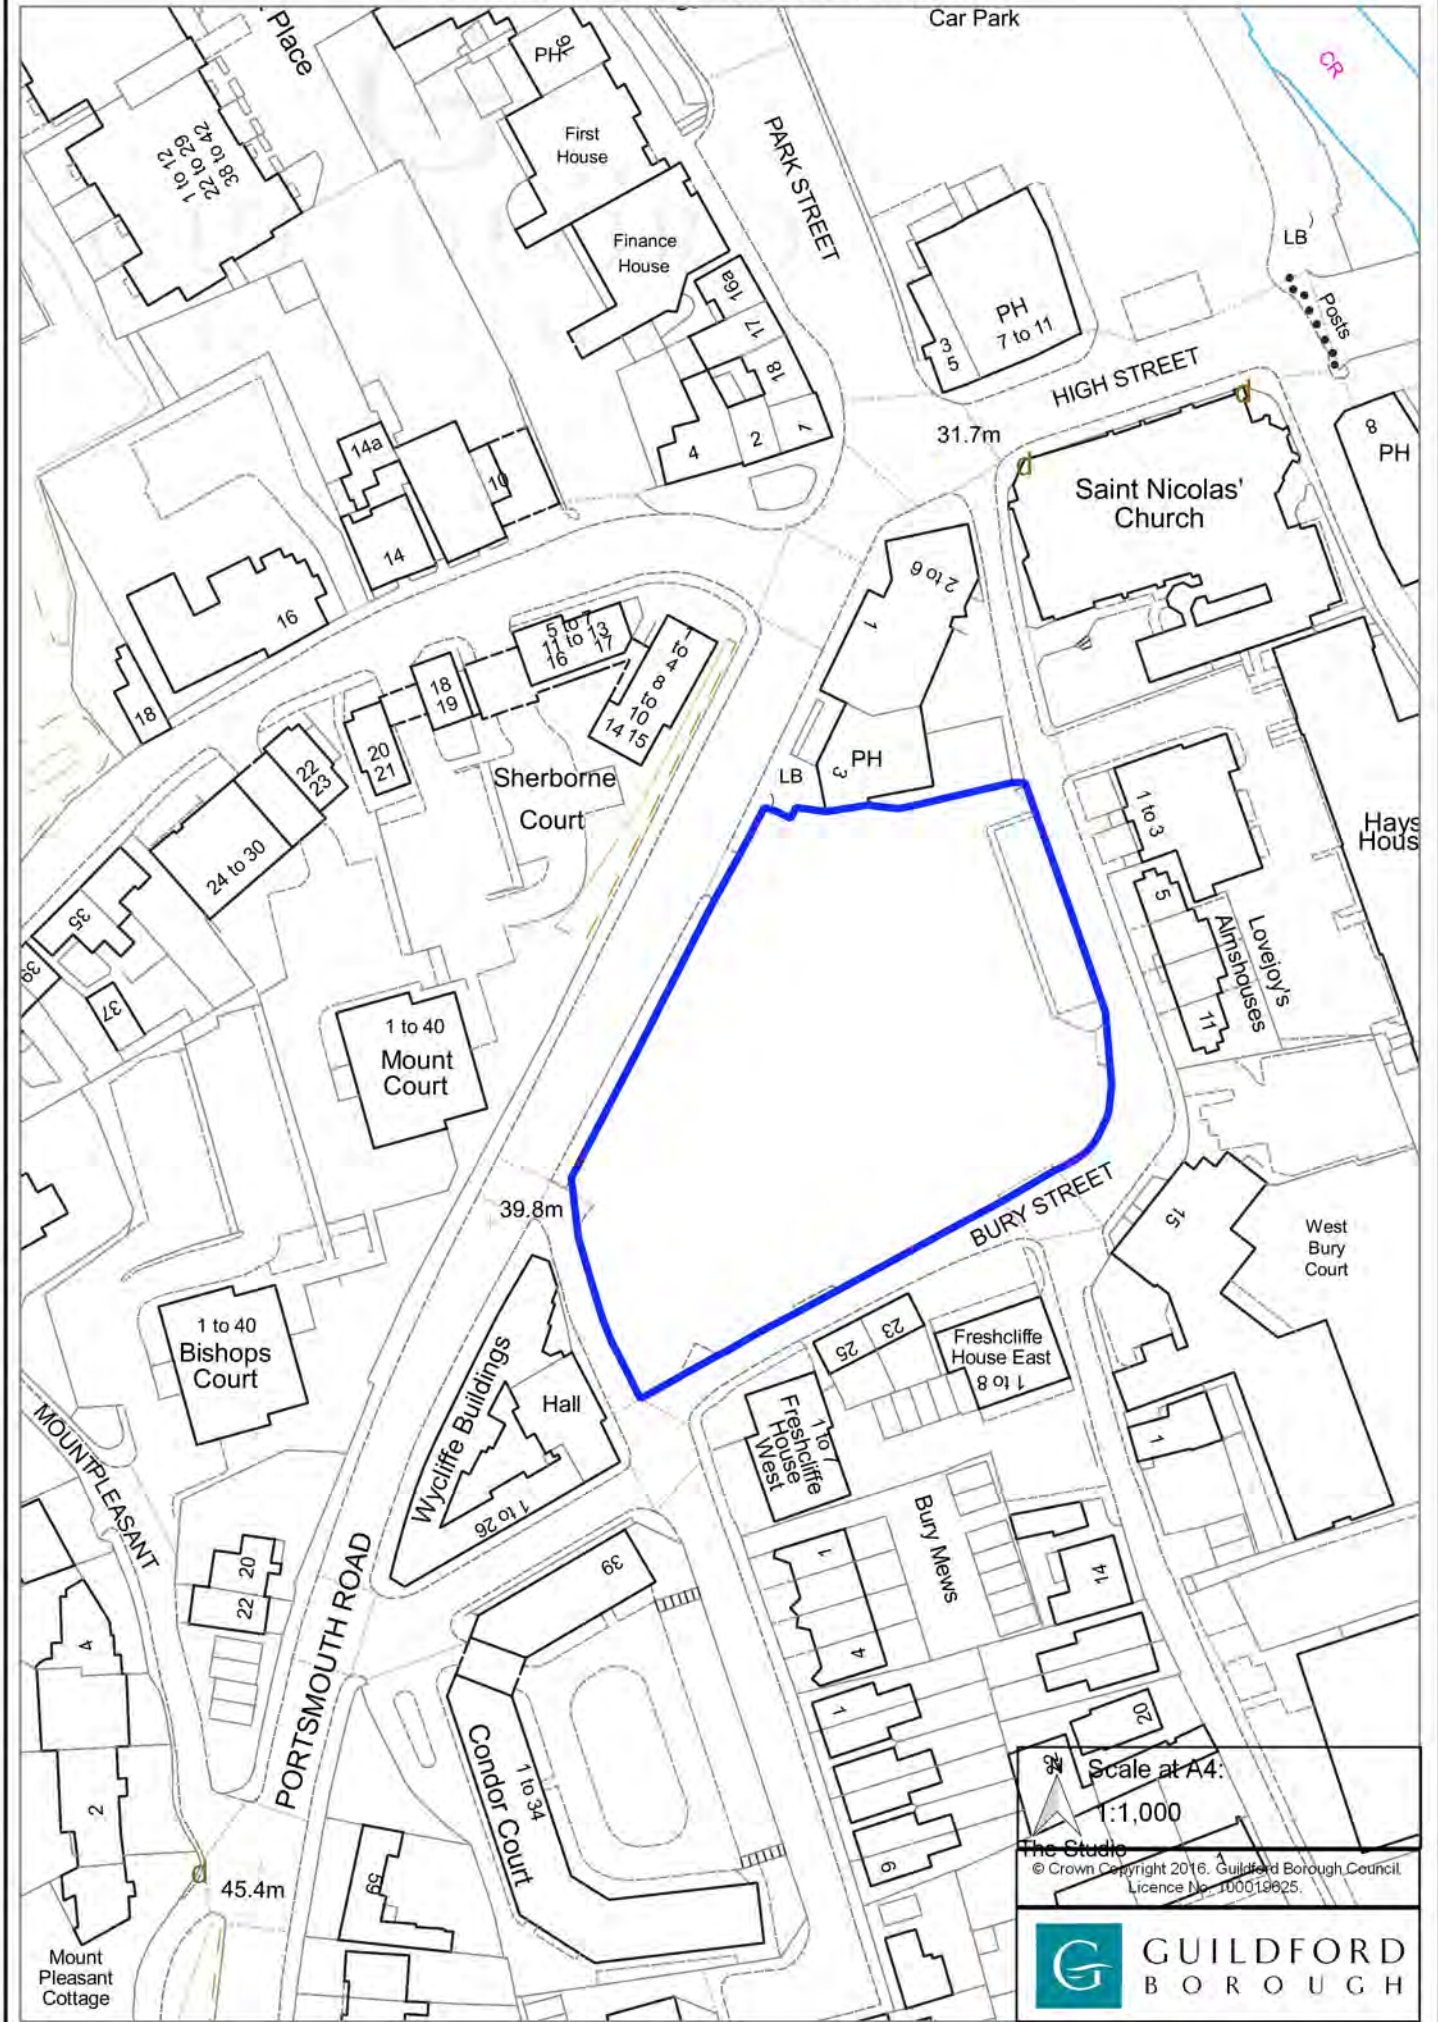 Car Park
Place
PH
16
CR
First
House
PARK STREET
1 to 12
22 to 29
38 to 42
Finance
House
LB
16a
17
18
PH
7 to 11
3
5
Posts
HIGH STREET
14a
4
2
31.7m
8
PH
10
14
Saint Nicolas'
Church
2 to 6
1
16
5 to 7
11 to 13
16 17
to
4
8
to
10
14 15
18
18
19
20
21
22
23
Sherborne
Court
LB
3
PH
1 to 3
Hays
Hous
24 to 30
35
39
37
5
Lovejoy's
Almshouses
11
1 to 40
Mount
Court
39.8m
BURY STREET
15
West
Bury
Court
1 to 40
Bishops
Court
Wycliffe Buildings
Hall
1 to 26
25
23
Freshcliffe
House East
1 to 8
1 to 7
Freshcliffe
House
West
1
MOUNTPLEASANT
Bury Mews
20
22
39
1
4
14
4
PORTSMOUTH ROAD
1
20
Condor Court
1 to 34
2
9
59
45.4m
Mount
Pleasant
Cottage
Scale at A4:
1:1,000
The Studio
© Crown Copyright 2016. Guildford Borough Council.
Licence No. 100019625.
G
GUILDFORD
BOROUGH